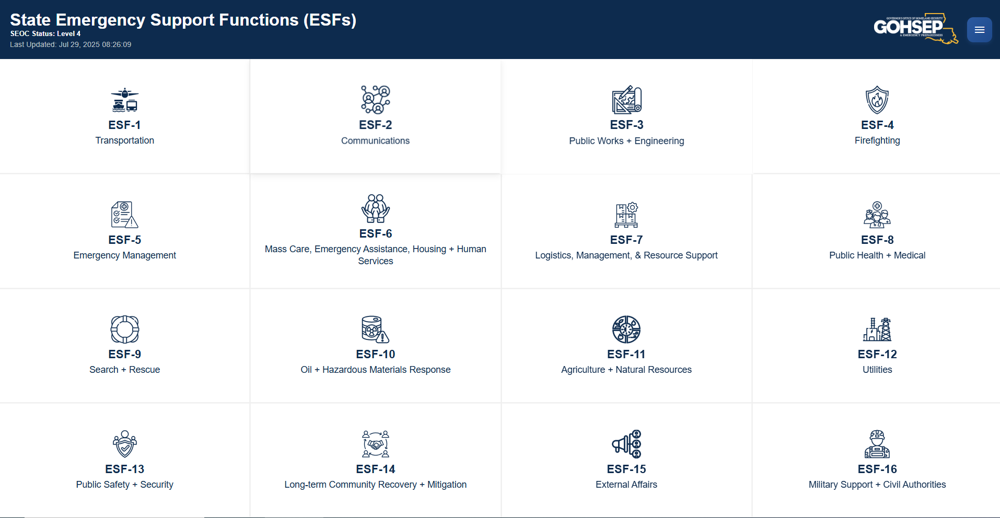 State Emergency Support Functions (ESFs)
SEOC Status: Level 4
Last Updated: Jul 29, 2025 08:26:09
GOVERNOR'S OFFICE OF HOMELAND SECURITY
GOHSEP
& EMERGENCY PREPAREDNESS
ESF-1
Transportation
ESF-2
Communications
ESF-3
Public Works + Engineering
ESF-4
Firefighting
ESF-5
Emergency Management
ESF-6
Mass Care, Emergency Assistance, Housing + Human
Services
ESF-7
Logistics, Management, & Resource Support
ESF-8
Public Health + Medical
ESF-9
Search + Rescue
ESF-10
Oil + Hazardous Materials Response
ESF-11
Agriculture + Natural Resources
ESF-12
Utilities
ESF-13
Public Safety + Security
ESF-14
Long-term Community Recovery + Mitigation
ESF-15
External Affairs
ESF-16
Military Support + Civil Authorities